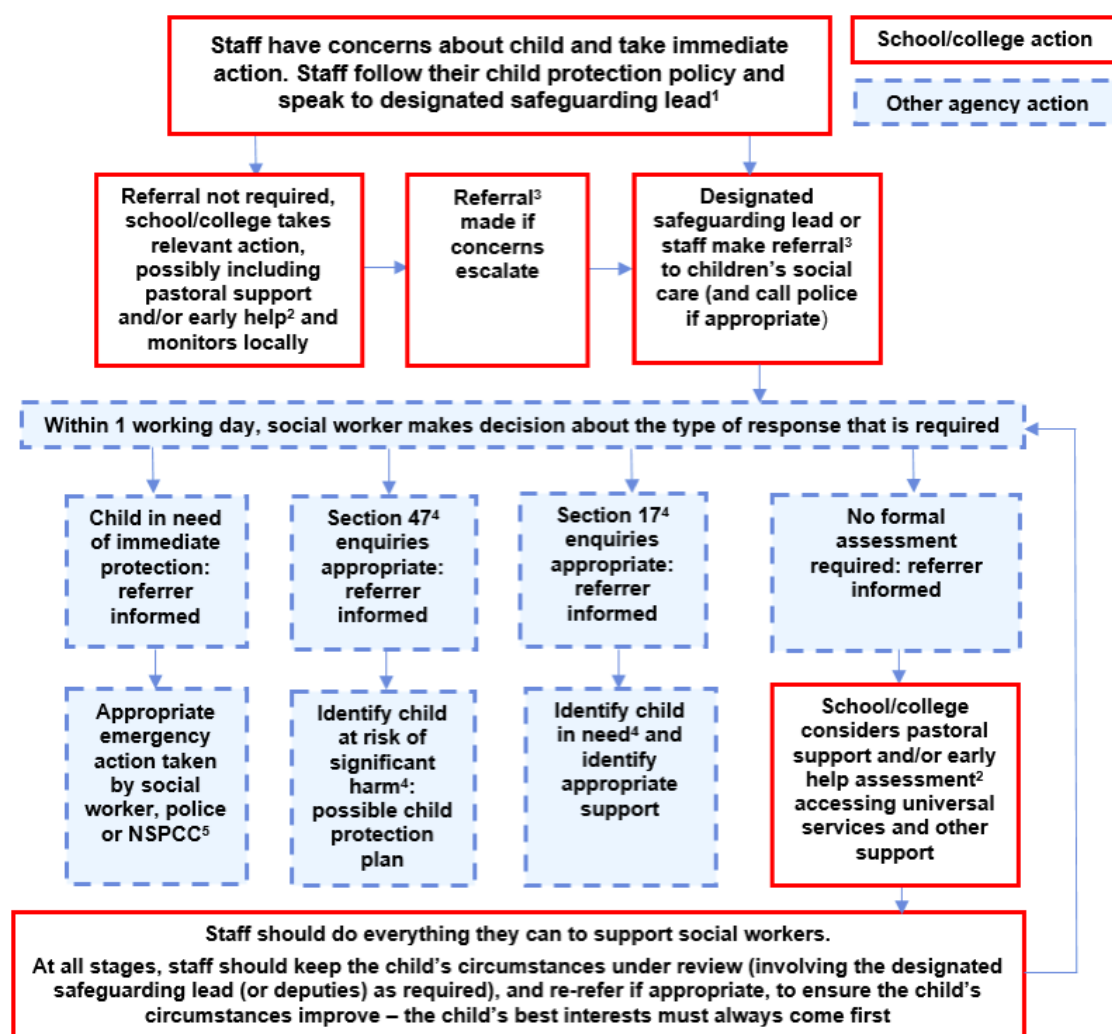 Staff have concerns about child and take immediate
action. Staff follow their child protection policy and
speak to designated safeguarding lead¹
School/college action
Other agency action
Referral not required,
school/college takes
relevant action,
possibly including
pastoral support
and/or early help² and
monitors locally
Referral³
made if
concerns
escalate
Designated
safeguarding lead or
staff make referral³
to children’s social
care (and call police
if appropriate)
Within 1 working day, social worker makes decision about the type of response that is required
Child in need
of immediate
protection:
referrer
informed
Section 47⁴
enquiries
appropriate:
referrer
informed
Section 17⁴
enquiries
appropriate:
referrer
informed
No formal
assessment
required: referrer
informed
Appropriate
emergency
action taken
by social
worker, police
or NSPCC⁵
Identify child
at risk of
significant
harm⁴:
possible child
protection
plan
Identify child
in need⁴ and
identify
appropriate
support
School/college
considers pastoral
support and/or early
help assessment²
accessing universal
services and other
support
Staff should do everything they can to support social workers.
At all stages, staff should keep the child’s circumstances under review (involving the designated
safeguarding lead (or deputies) as required), and re-refer if appropriate, to ensure the child’s
circumstances improve – the child’s best interests must always come first